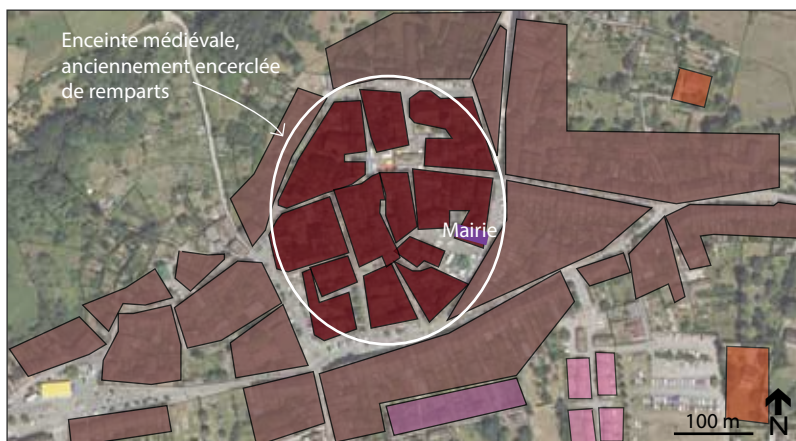 Enceinte médiévale,
anciennement encerclée
de remparts
Mairie
100 m
N